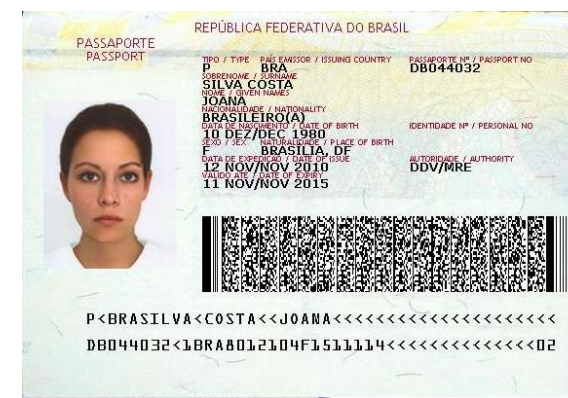 REPÚBLICA FEDERATIVA DO BRASIL
PASSAPORTE
PASSPORT
TIPO / TYPE PAÍS EMISSOR / ISSUING COUNTRY PASSAPORTE Nº / PASSPORT NO
P BRA DB044032
SOBRENOME / SURNAME
SILVA COSTA
NOME / GIVEN NAMES
JOANA
NACIONALIDADE / NATIONALITY
BRASILEIRO(A)
DATA DE NASCIMENTO / DATE OF BIRTH IDENTIDADE Nº / PERSONAL NO
10 DEZ/DEC 1980
SEXO / SEX NATURALIDADE / PLACE OF BIRTH
F BRASÍLIA, DF
DATA DE EXPEDIÇÃO / DATE OF ISSUE AUTORIDADE / AUTHORITY
12 NOV/NOV 2010 DDV/MRE
VÁLIDO ATÉ / DATE OF EXPIRY
11 NOV/NOV 2015
P<BRASILVA<COSTA<<JOANA<<<<<<<<<<<<<<<<<<<<<
DB044032<1BRA8012104F1511114<<<<<<<<<<<<<<02